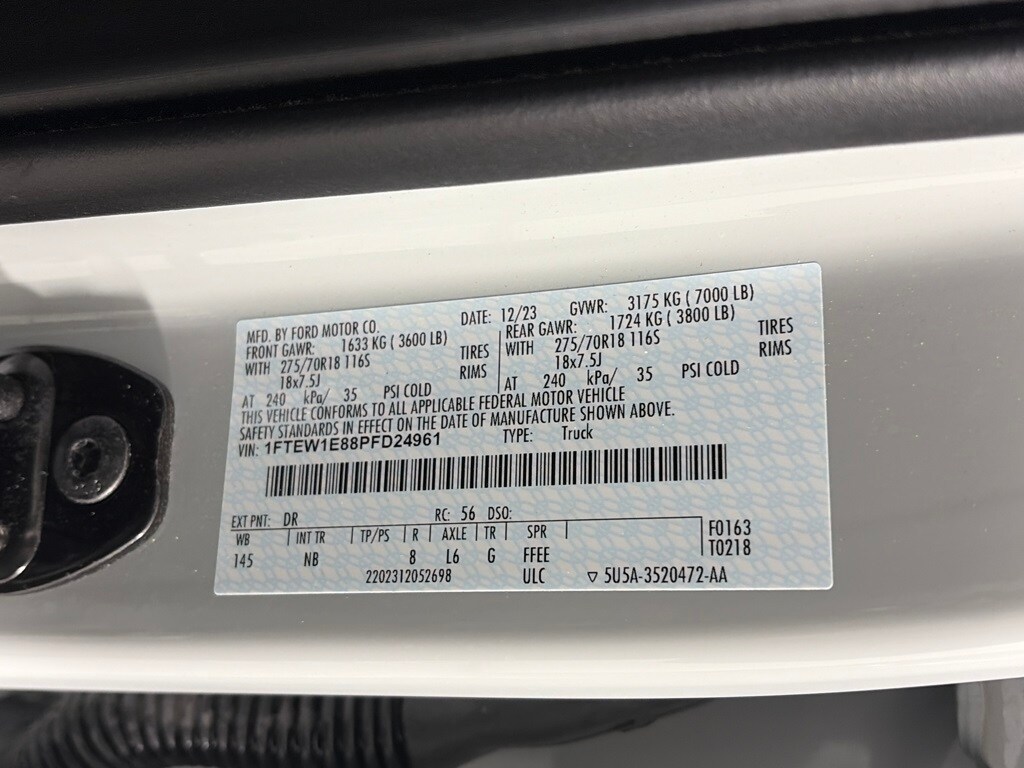 MFD. BY FORD MOTOR CO.
DATE: 12/23 GVWR: 3175 KG ( 7000 LB)
FRONT GAWR: 1633 KG ( 3600 LB)
WITH 275/70R18 116S TIRES
18x7.5J RIMS
AT 240 kPa/ 35 PSI COLD
REAR GAWR: 1724 KG ( 3800 LB)
WITH 275/70R18 116S TIRES
18x7.5J RIMS
AT 240 kPa/ 35 PSI COLD
THIS VEHICLE CONFORMS TO ALL APPLICABLE FEDERAL MOTOR VEHICLE
SAFETY STANDARDS IN EFFECT ON THE DATE OF MANUFACTURE SHOWN ABOVE.
VIN: 1FTEW1E88PFD24961 TYPE: Truck
EXT PNT: DR RC: 56 DSO:
WB INT TR TP/PS R AXLE TR SPR
145 NB 8 L6 G FFEE
F0163
T0218
2202312052698 ULC ▽ 5U5A-3520472-AA